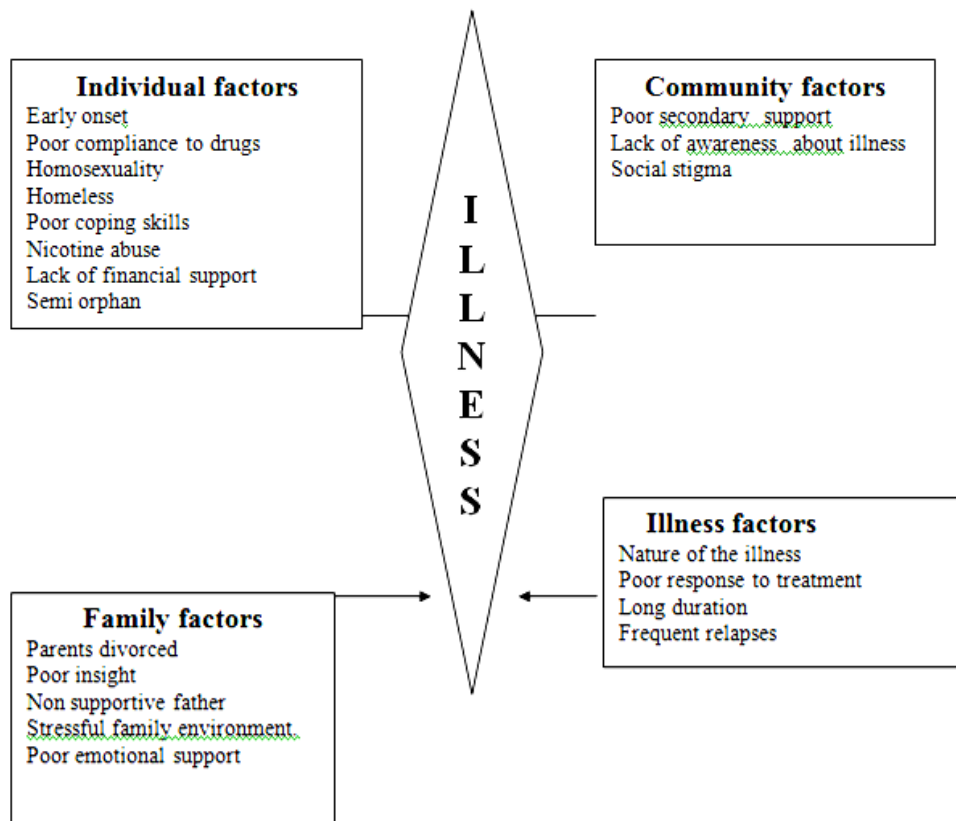 Individual factors
Early onset
Poor compliance to drugs
Homosexuality
Homeless
Poor coping skills
Nicotine abuse
Lack of financial support
Semi orphan
Community factors
Poor secondary support
Lack of awareness about illness
Social stigma
I
L
L
N
E
S
S
Family factors
Parents divorced
Poor insight
Non supportive father
Stressful family environment.
Poor emotional support
Illness factors
Nature of the illness
Poor response to treatment
Long duration
Frequent relapses